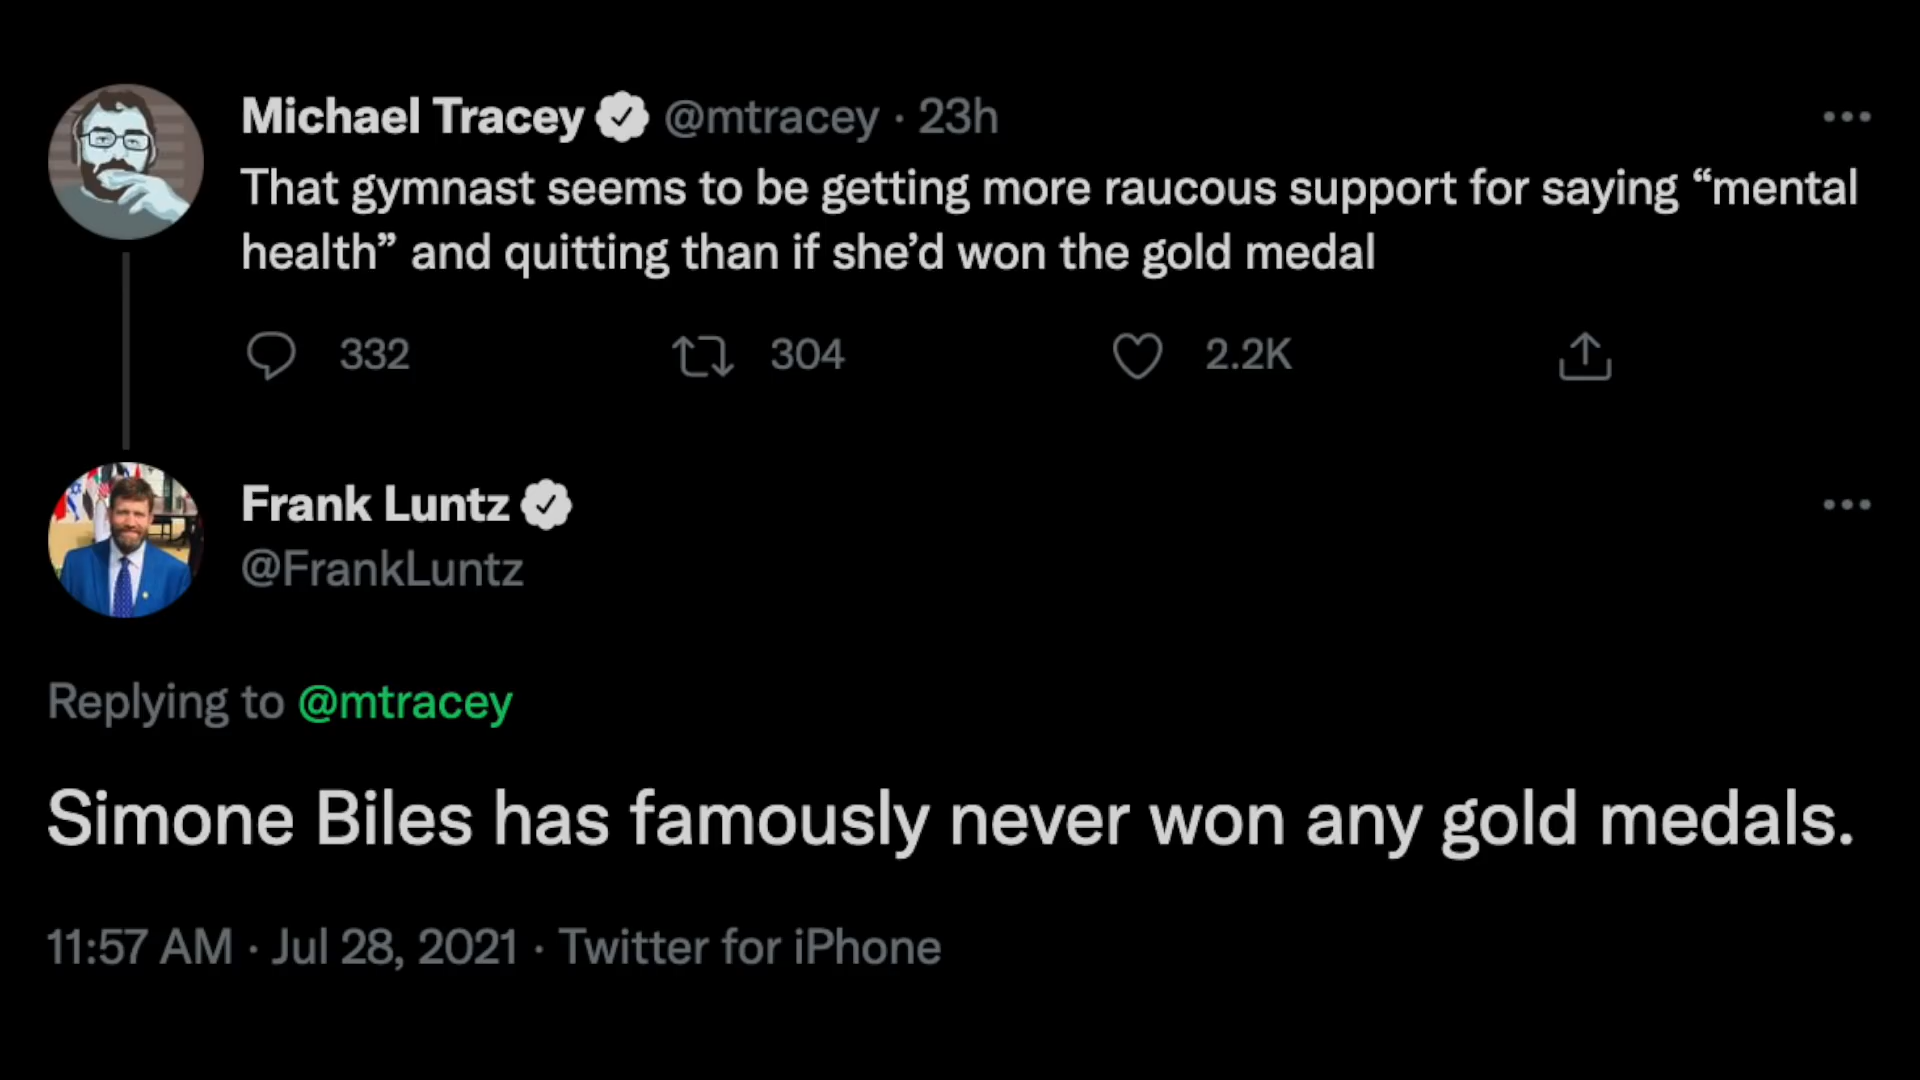 Michael Tracey @mtracey · 23h
That gymnast seems to be getting more raucous support for saying “mental
health” and quitting than if she’d won the gold medal
332 304 2.2K
Frank Luntz
@FrankLuntz
Replying to @mtracey
Simone Biles has famously never won any gold medals.
11:57 AM · Jul 28, 2021 · Twitter for iPhone